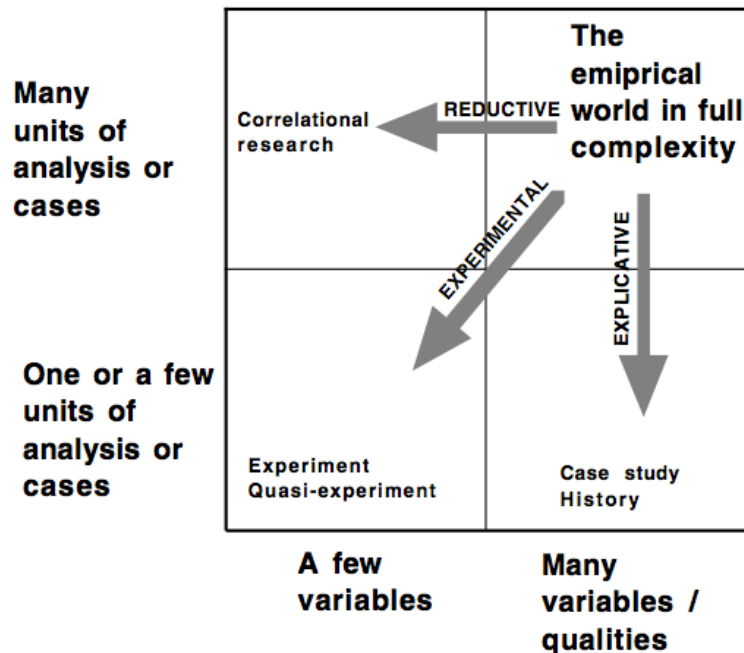 Many
units of
analysis or
cases
Correlational
research
REDUCTIVE
The
emiprical
world in full
complexity
EXPERIMENTAL
EXPLICATIVE
One or a few
units of
analysis or
cases
Experiment
Quasi-experiment
Case study
History
A few
variables
Many
variables /
qualities